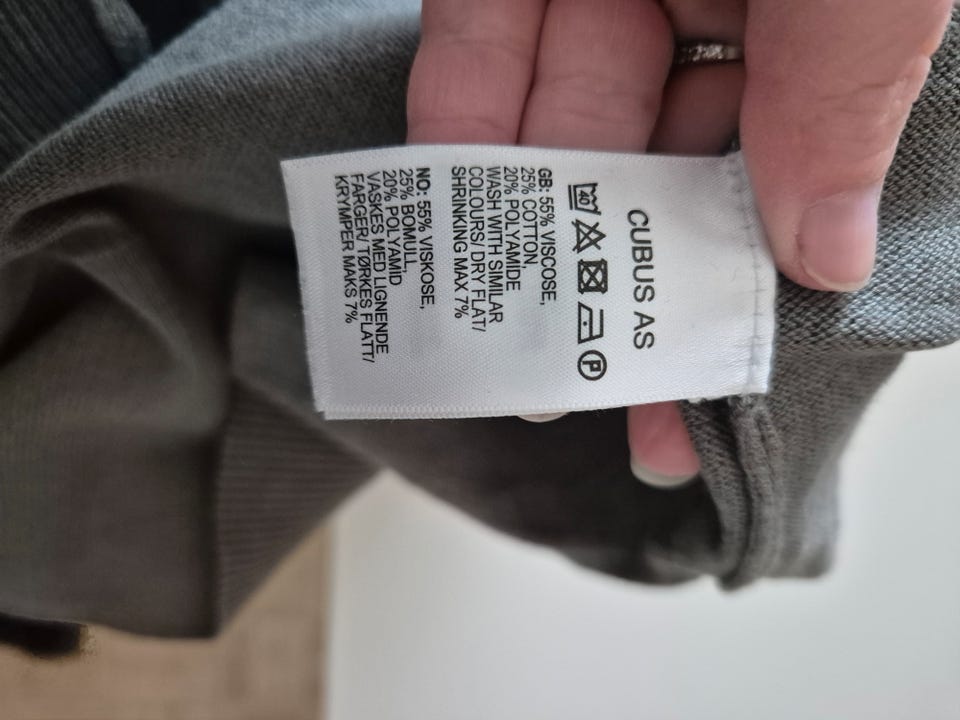 CUBUS AS
40
P
GB: 55% VISCOSE,
25% COTTON,
20% POLYAMIDE
WASH WITH SIMILAR
COLOURS/ DRY FLAT/
SHRINKING MAX 7%
NO: 55% VISKOSE,
25% BOMULL,
20% POLYAMID
VASKES MED LIGNENDE
FARGER/ TØRKES FLATT/
KRYMPER MAKS 7%